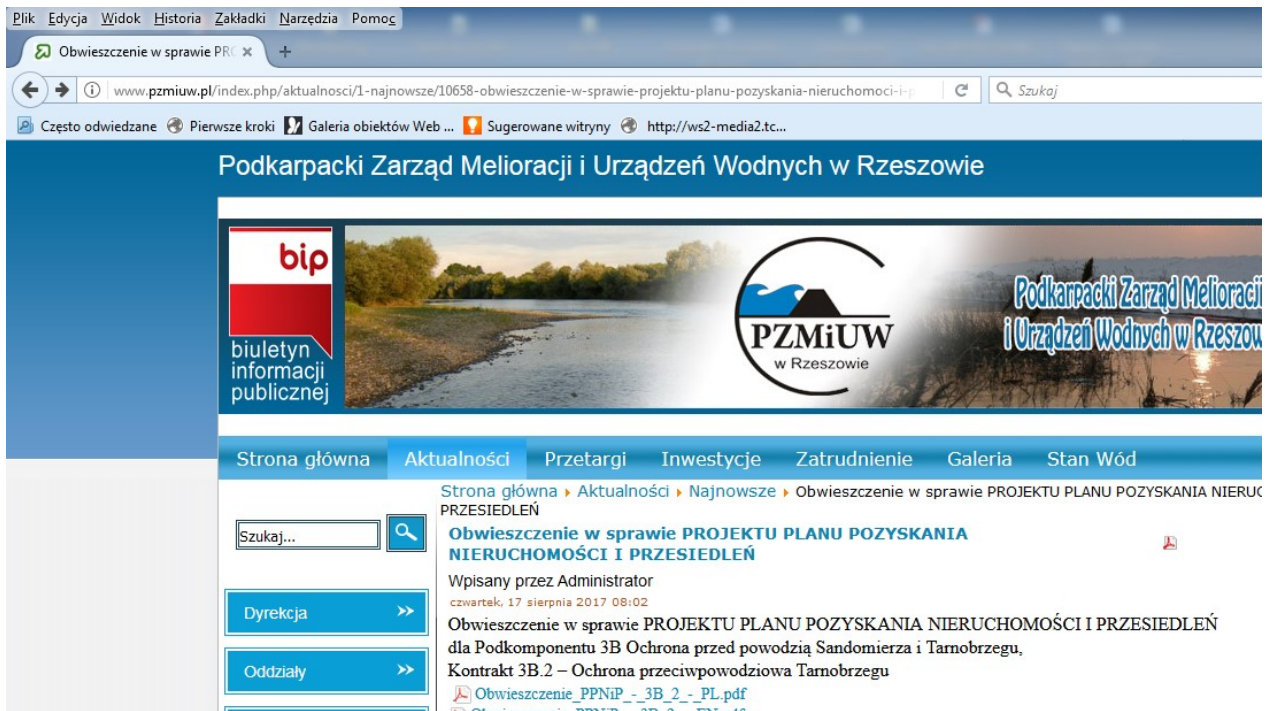 Plik Edycja Widok Historia Zakładki Narzędzia Pomoc
Obwieszczenie w sprawie PRO
www.pzmiuw.pl/index.php/aktualnosci/1-najnowsze/10658-obwieszczenie-w-sprawie-projektu-planu-pozyskania-nieruchomoci-i-p
Szukaj
Często odwiedzane Pierwsze kroki Galeria obiektów Web ... Sugerowane witryny http://ws2-media2.tc...
Podkarpacki Zarząd Melioracji i Urządzeń Wodnych w Rzeszowie
bip
biuletyn
informacji
publicznej
PZMiUW
w Rzeszowie
Podkarpacki Zarząd Melioracji
i Urządzeń Wodnych w Rzeszow
Strona główna Aktualności Przetargi Inwestycje Zatrudnienie Galeria Stan Wód
Strona główna Aktualności Najnowsze Obwieszczenie w sprawie PROJEKTU PLANU POZYSKANIA NIERUC
PRZESIEDLEŃ
Szukaj...
Obwieszczenie w sprawie PROJEKTU PLANU POZYSKANIA
NIERUCHOMOŚCI I PRZESIEDLEŃ
Wpisany przez Administrator
czwartek, 17 sierpnia 2017 08:02
Dyrekcja
Obwieszczenie w sprawie PROJEKTU PLANU POZYSKANIA NIERUCHOMOŚCI I PRZESIEDLEŃ
dla Podkomponentu 3B Ochrona przed powodzią Sandomierza i Tarnobrzegu,
Oddziały
Kontrakt 3B.2 – Ochrona przeciwpowodziowa Tarnobrzegu
Obwieszczenie_PPNiP_-_3B_2_-_PL.pdf